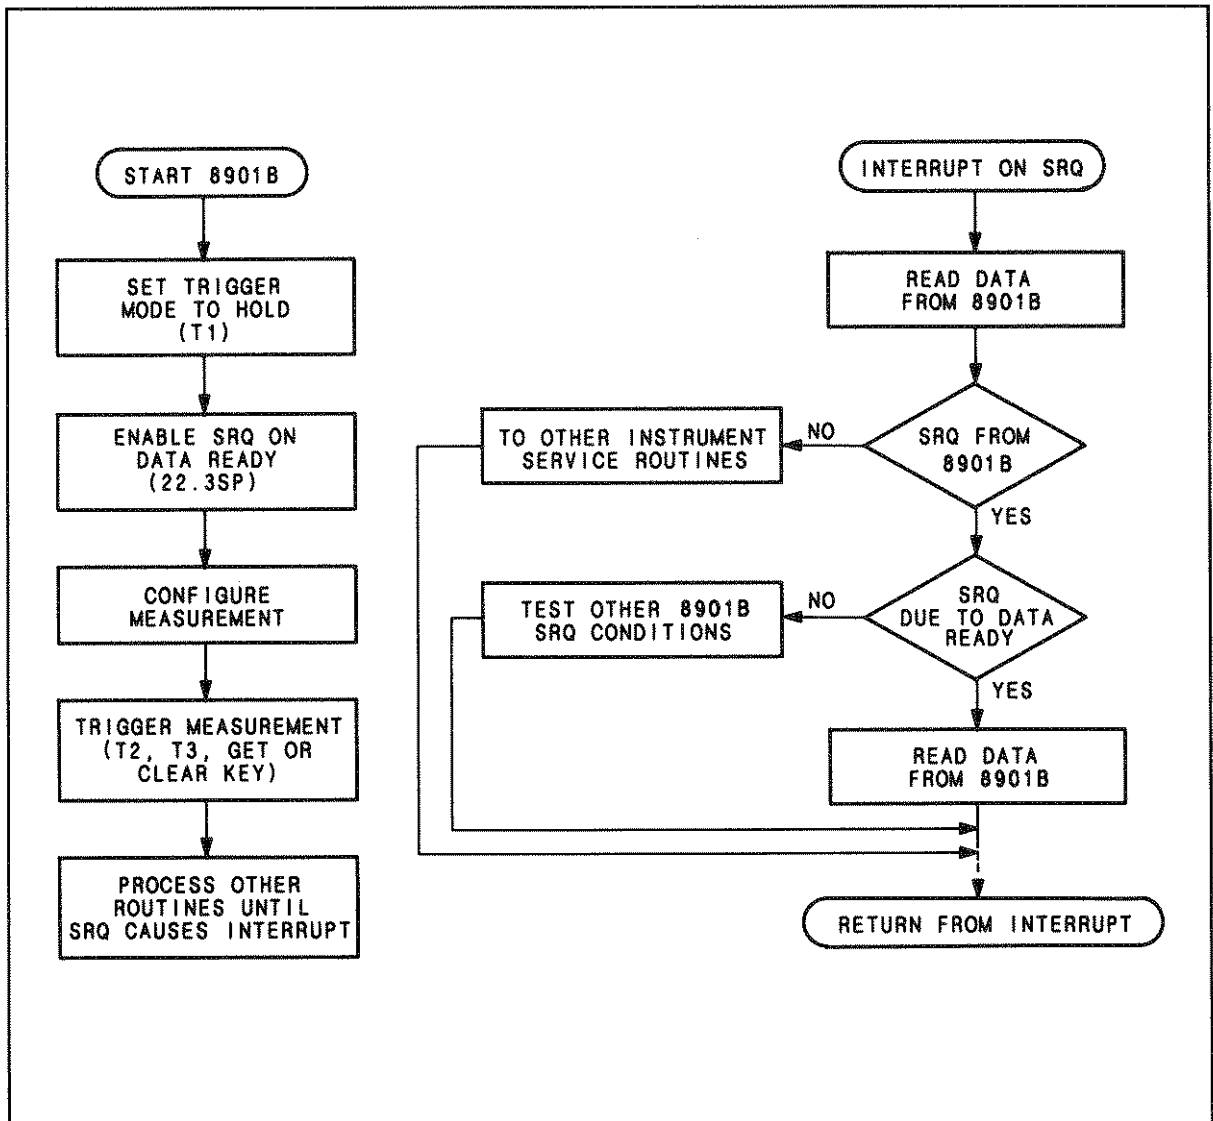 START 8901B
SET TRIGGER
MODE TO HOLD
(T1)
ENABLE SRQ ON
DATA READY
(22.3SP)
CONFIGURE
MEASUREMENT
TRIGGER MEASUREMENT
(T2, T3, GET OR
CLEAR KEY)
PROCESS OTHER
ROUTINES UNTIL
SRQ CAUSES INTERRUPT
INTERRUPT ON SRQ
READ DATA
FROM 8901B
SRQ FROM
8901B
NO
TO OTHER INSTRUMENT
SERVICE ROUTINES
YES
SRQ
DUE TO DATA
READY
NO
TEST OTHER 8901B
SRQ CONDITIONS
YES
READ DATA
FROM 8901B
RETURN FROM INTERRUPT